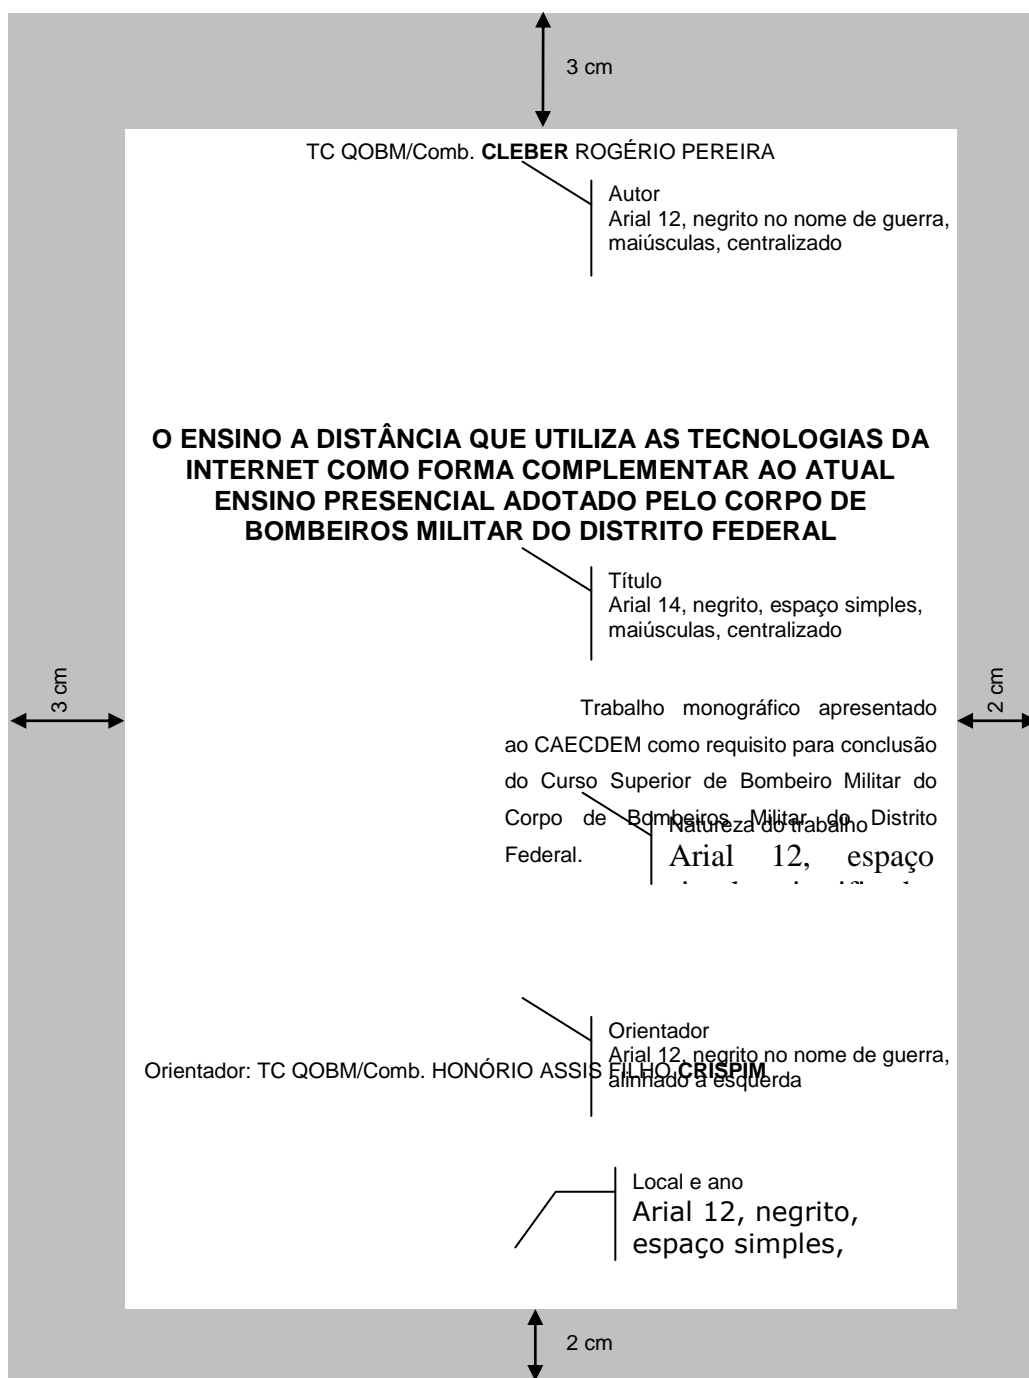 3 cm
TC QOBM/Comb. CLEBER ROGÉRIO PEREIRA
Autor
Arial 12, negrito no nome de guerra,
maiúsculas, centralizado
O ENSINO A DISTÂNCIA QUE UTILIZA AS TECNOLOGIAS DA
INTERNET COMO FORMA COMPLEMENTAR AO ATUAL
ENSINO PRESENCIAL ADOTADO PELO CORPO DE
BOMBEIROS MILITAR DO DISTRITO FEDERAL
Título
Arial 14, negrito, espaço simples,
maiúsculas, centralizado
3 cm
2 cm
Trabalho monográfico apresentado
ao CAECDEM como requisito para conclusão
do Curso Superior de Bombeiro Militar do
Corpo de Bombeiros Militar do Distrito
Federal.
Natureza do trabalho
Arial 12, espaço
Orientador
Arial 12, negrito no nome de guerra,
alinhado à esquerda
Orientador: TC QOBM/Comb. HONÓRIO ASSIS FILHO CRISPIM
Local e ano
Arial 12, negrito,
espaço simples,
2 cm